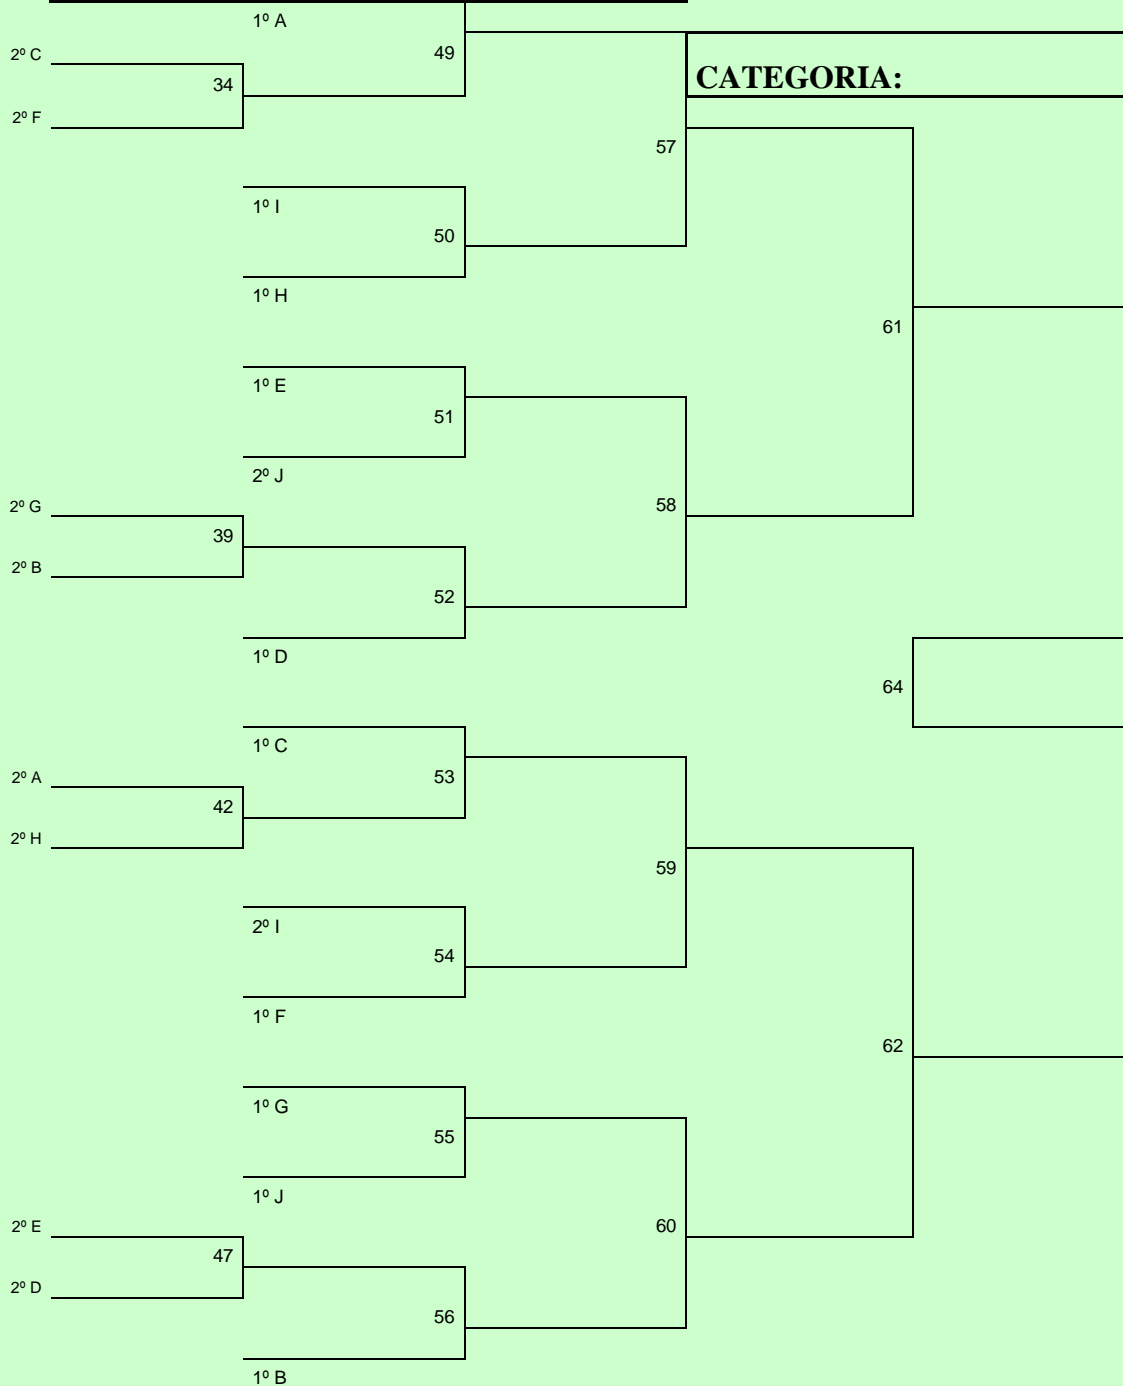 1º A
2º C
49
CATEGORIA:
34
2º F
57
1º I
50
1º H
61
1º E
51
2º J
2º G
58
39
2º B
52
1º D
64
1º C
2º A
53
42
2º H
59
2º I
54
1º F
62
1º G
55
1º J
2º E
60
47
2º D
56
1º B